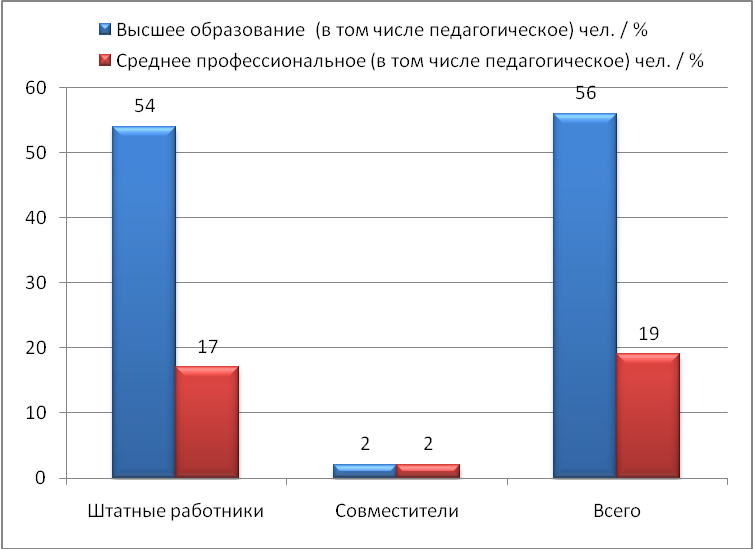 Высшее образование (в том числе педагогическое) чел. / %
Среднее профессиональное (в том числе педагогическое) чел. / %
60
50
40
30
20
10
0
54
17
2
2
56
19
Штатные работники
Совместители
Всего